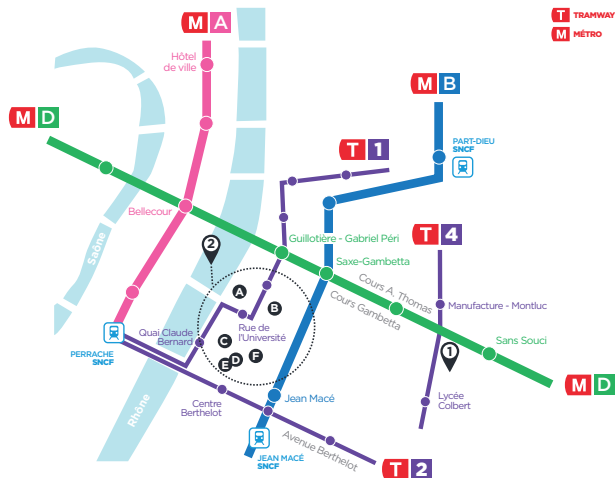 T TRAMWAY
M MÉTRO
M A
Hôtel
de ville
M B
M D
T 1
PART-DIEU
SNCF
Bellecour
Guillotière - Gabriel Péri
T 4
Saône
2
Saxe-Gambetta
Cours A. Thomas
Cours Gambetta
A
B
Manufacture - Montluc
Rue de
l'Université
Quai Claude
Bernard
C
D
E
F
1
Sans Souci
PERRACHE
SNCF
M D
Rhône
Centre
Berthelot
Jean Macé
Lycée
Colbert
Avenue Berthelot
JEAN MACÉ
SNCF
T 2